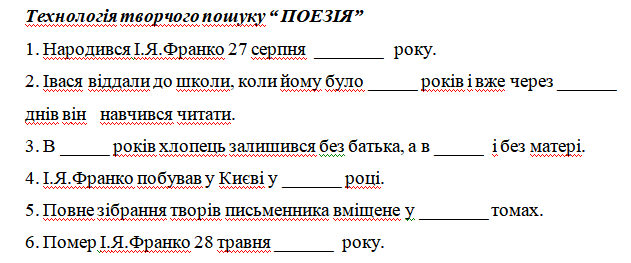 Технологія творчого пошуку “ ПОЕЗІЯ”
1. Народився І.Я.Франко 27 серпня ________ року.
2. Івася віддали до школи, коли йому було ______ років і вже через _______
днів він навчився читати.
3. В ______ років хлопець залишився без батька, а в ______ і без матері.
4. І.Я.Франко побував у Києві у _______ році.
5. Повне зібрання творів письменника вміщене у ________ томах.
6. Помер І.Я.Франко 28 травня _______ року.